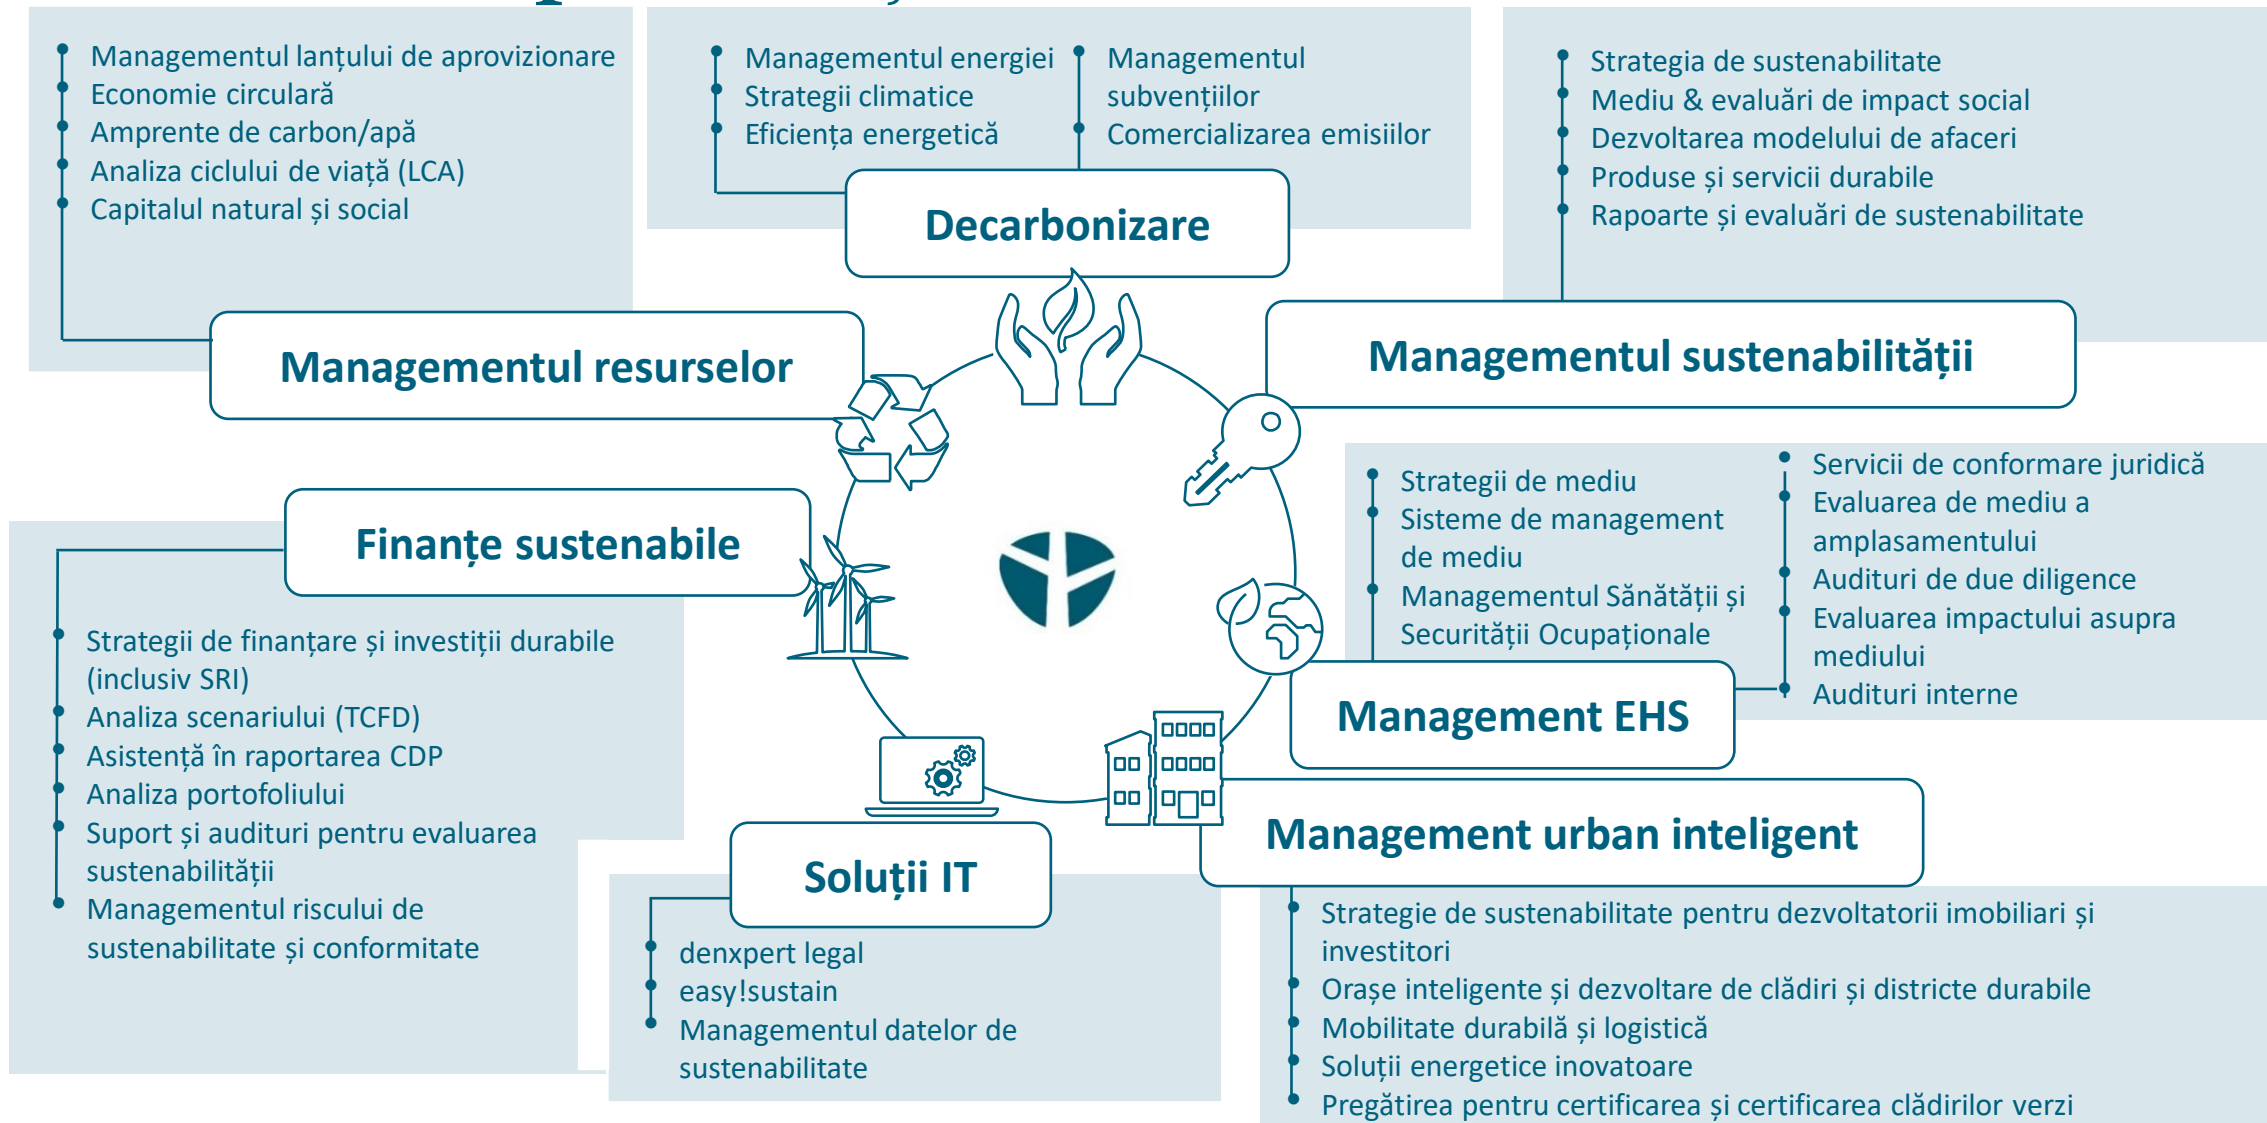 Managementul lanțului de aprovizionare
Economie circulară
Amprente de carbon/apă
Analiza ciclului de viață (LCA)
Capitalul natural și social
Managementul resurselor
Managementul energiei
Strategii climatice
Eficiența energetică
Managementul
subvențiilor
Comercializarea emisiilor
Decarbonizare
Strategia de sustenabilitate
Mediu & evaluări de impact social
Dezvoltarea modelului de afaceri
Produse și servicii durabile
Rapoarte și evaluări de sustenabilitate
Managementul sustenabilității
Strategii de mediu
Sisteme de management
de mediu
Managementul Sănătății și
Securității Ocupaționale
Servicii de conformare juridică
Evaluarea de mediu a
amplasamentului
Audituri de due diligence
Evaluarea impactului asupra
mediului
Audituri interne
Management EHS
Finanțe sustenabile
Strategii de finanțare și investiții durabile
(inclusiv SRI)
Analiza scenariului (TCFD)
Asistență în raportarea CDP
Analiza portofoliului
Suport și audituri pentru evaluarea
sustenabilității
Managementul riscului de
sustenabilitate și conformitate
Soluții IT
denxpert legal
easy!sustain
Managementul datelor de
sustenabilitate
Management urban inteligent
Strategie de sustenabilitate pentru dezvoltatorii imobiliari și
investitori
Orașe inteligente și dezvoltare de clădiri și districte durabile
Mobilitate durabilă și logistică
Soluții energetice inovatoare
Pregătirea pentru certificarea și certificarea clădirilor verzi